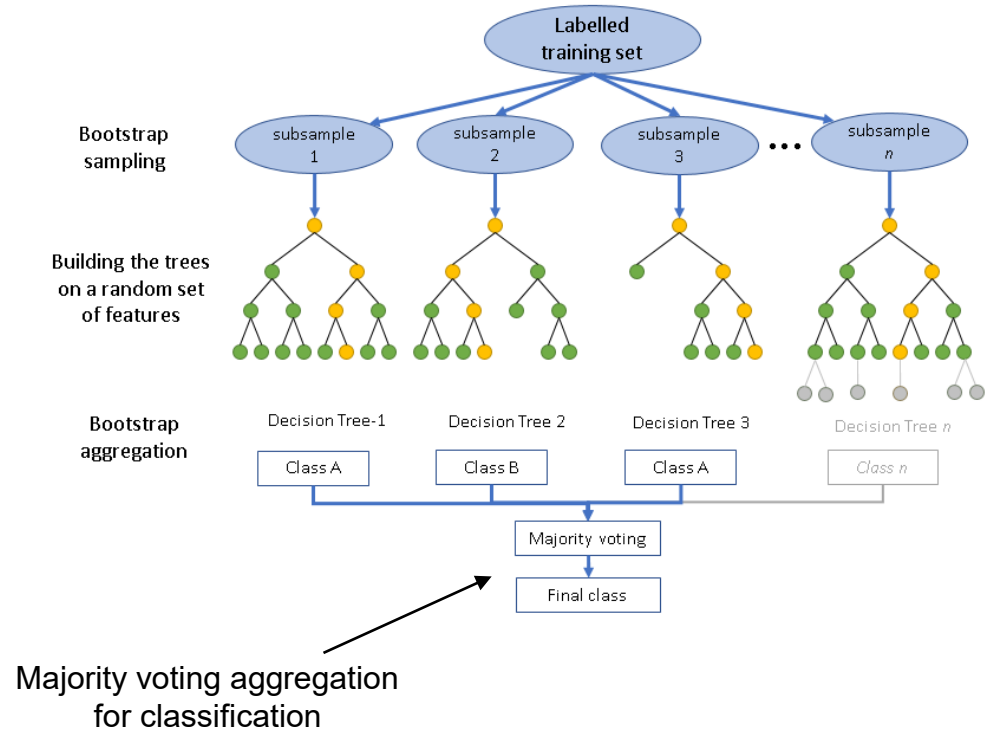 Labelled
training set
Bootstrap
sampling
subsample
1
subsample
2
subsample
3
•••
subsample
n
Building the trees
on a random set
of features
Bootstrap
aggregation
Decision Tree-1
Decision Tree 2
Decision Tree 3
Decision Tree n
Class A
Class B
Class A
Class n
Majority voting
Final class
Majority voting aggregation
for classification